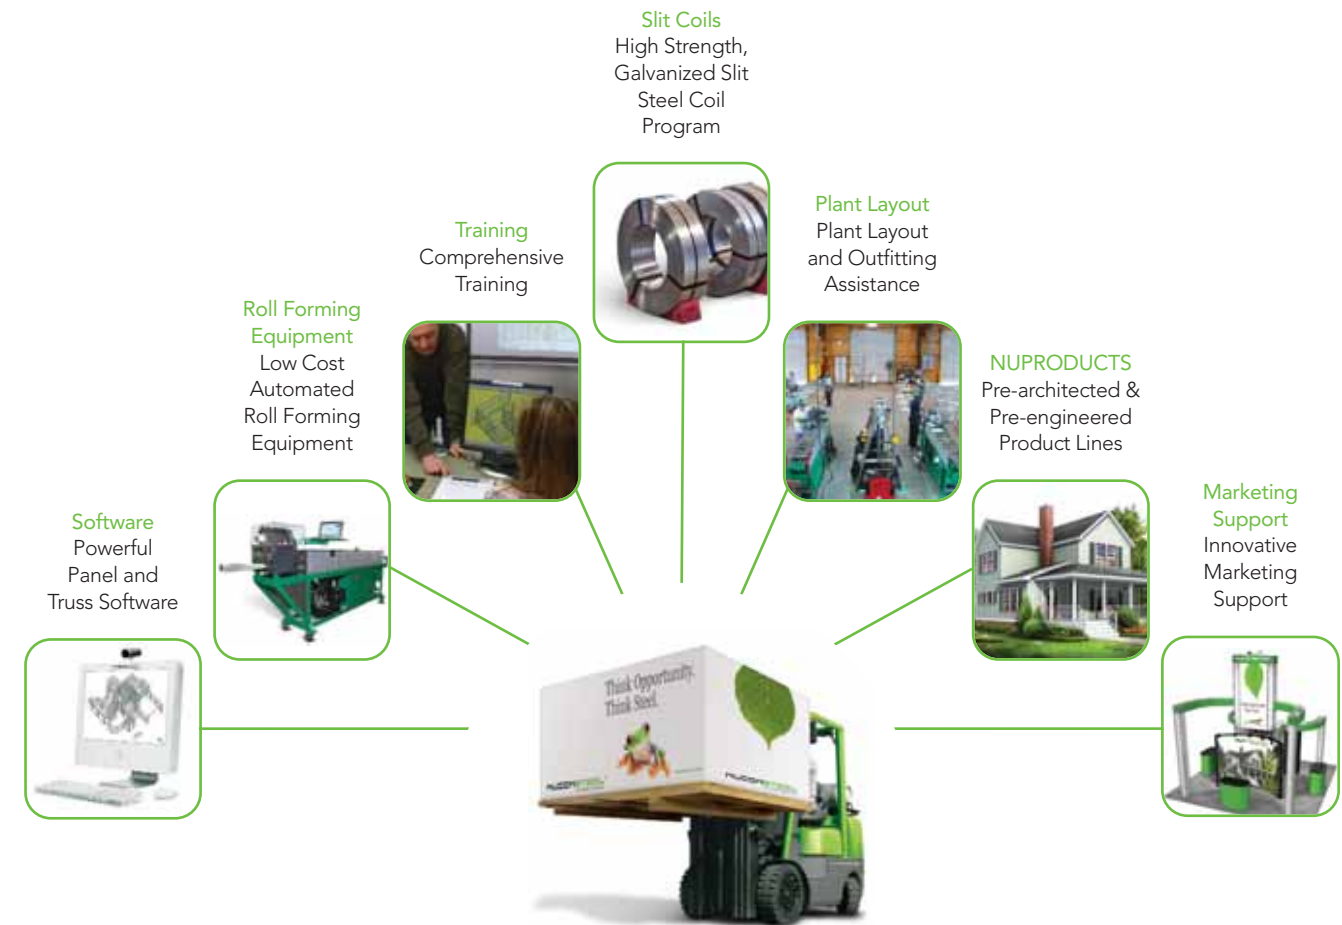 Slit Coils
High Strength,
Galvanized Slit
Steel Coil
Program
Training
Comprehensive
Training
Plant Layout
Plant Layout
and Outfitting
Assistance
Roll Forming
Equipment
Low Cost
Automated
Roll Forming
Equipment
NUPRODUCTS
Pre-architected &
Pre-engineered
Product Lines
Software
Powerful
Panel and
Truss Software
Marketing
Support
Innovative
Marketing
Support
Think Opportunity.
Think Steel.
NUCONSTEEL
NUCONSTEEL